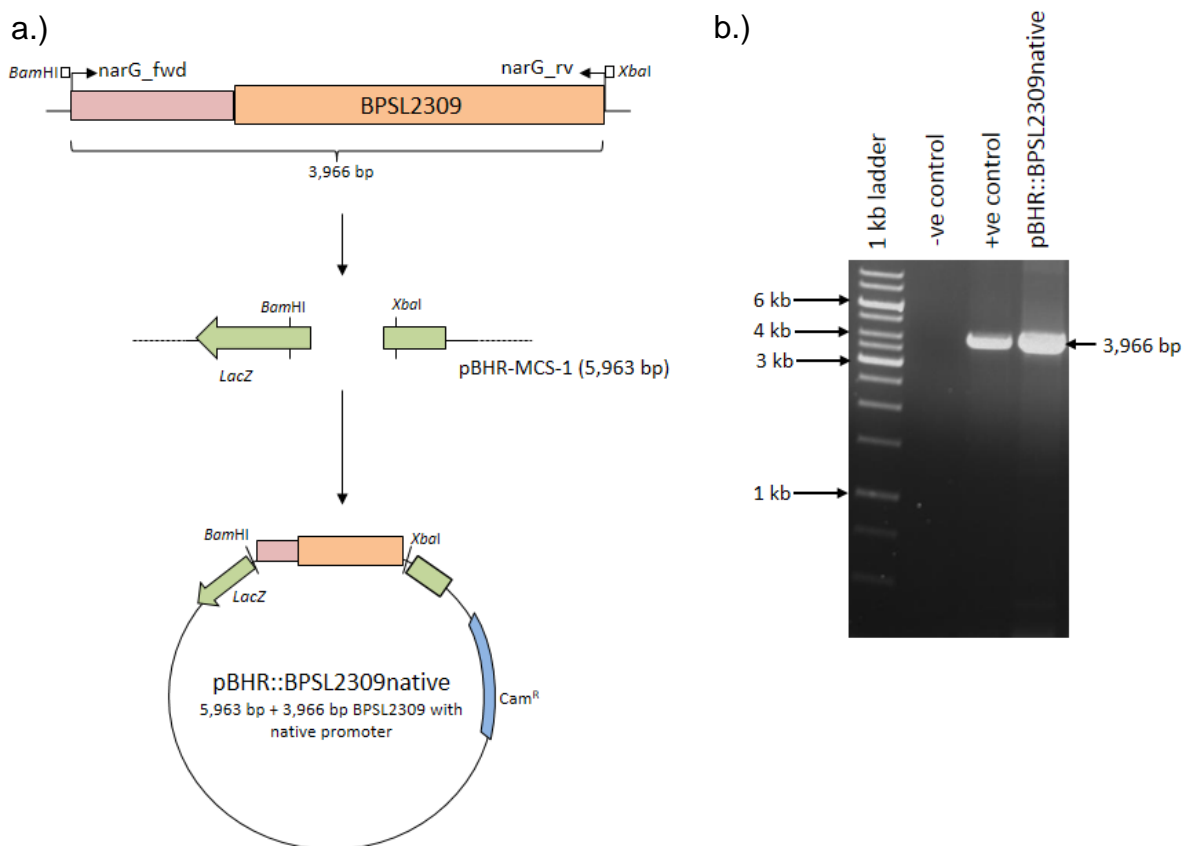 a.)
BamHI
narG_fwd
narG_rv
XbaI
BPSL2309
3,966 bp
BamHI
XbaI
LacZ
pBHR-MCS-1 (5,963 bp)
BamHI
XbaI
LacZ
pBHR::BPSL2309native
5,963 bp + 3,966 bp BPSL2309 with
native promoter
CamR
b.)
1 kb ladder
-ve control
+ve control
pBHR::BPSL2309native
6 kb
4 kb
3 kb
1 kb
3,966 bp